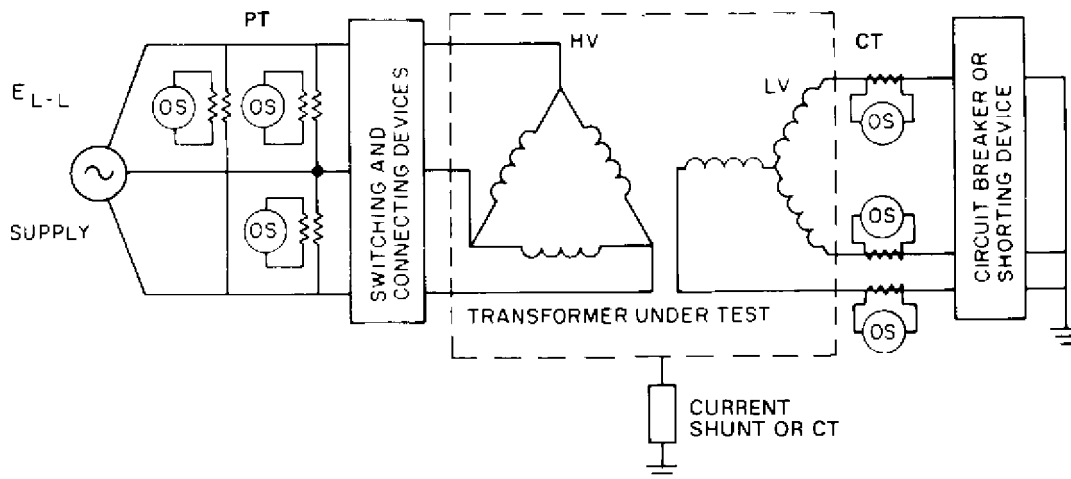 PT
HV
CT
E L-L
OS
OS
LV
OS
SWITCHING AND
CONNECTING DEVICES
CIRCUIT BREAKER OR
SHORTING DEVICE
OS
OS
SUPPLY
TRANSFORMER UNDER TEST
OS
CURRENT
SHUNT OR CT